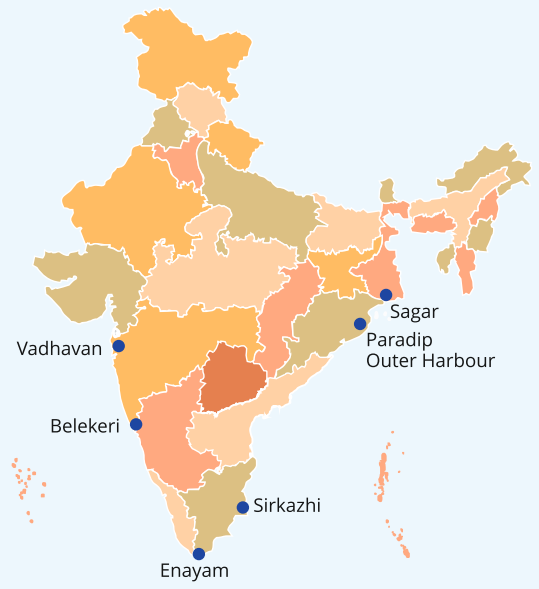 Sagar
Paradip
Outer Harbour
Vadhavan
Belekeri
Sirkazhi
Enayam